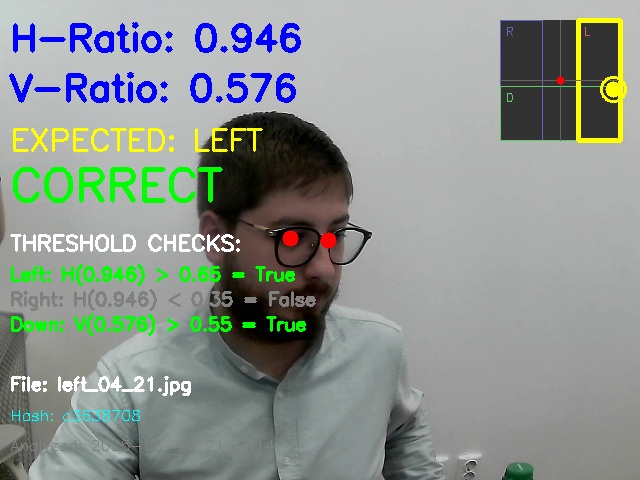 H-Ratio: 0.946
V-Ratio: 0.576
EXPECTED: LEFT
CORRECT
THRESHOLD CHECKS:
Left: H(0.946) > 0.65 = True
Right: H(0.946) < 0.35 = False
Down: V(0.576) > 0.55 = True
File: left_04_21.jpg
Hash:
R L
D